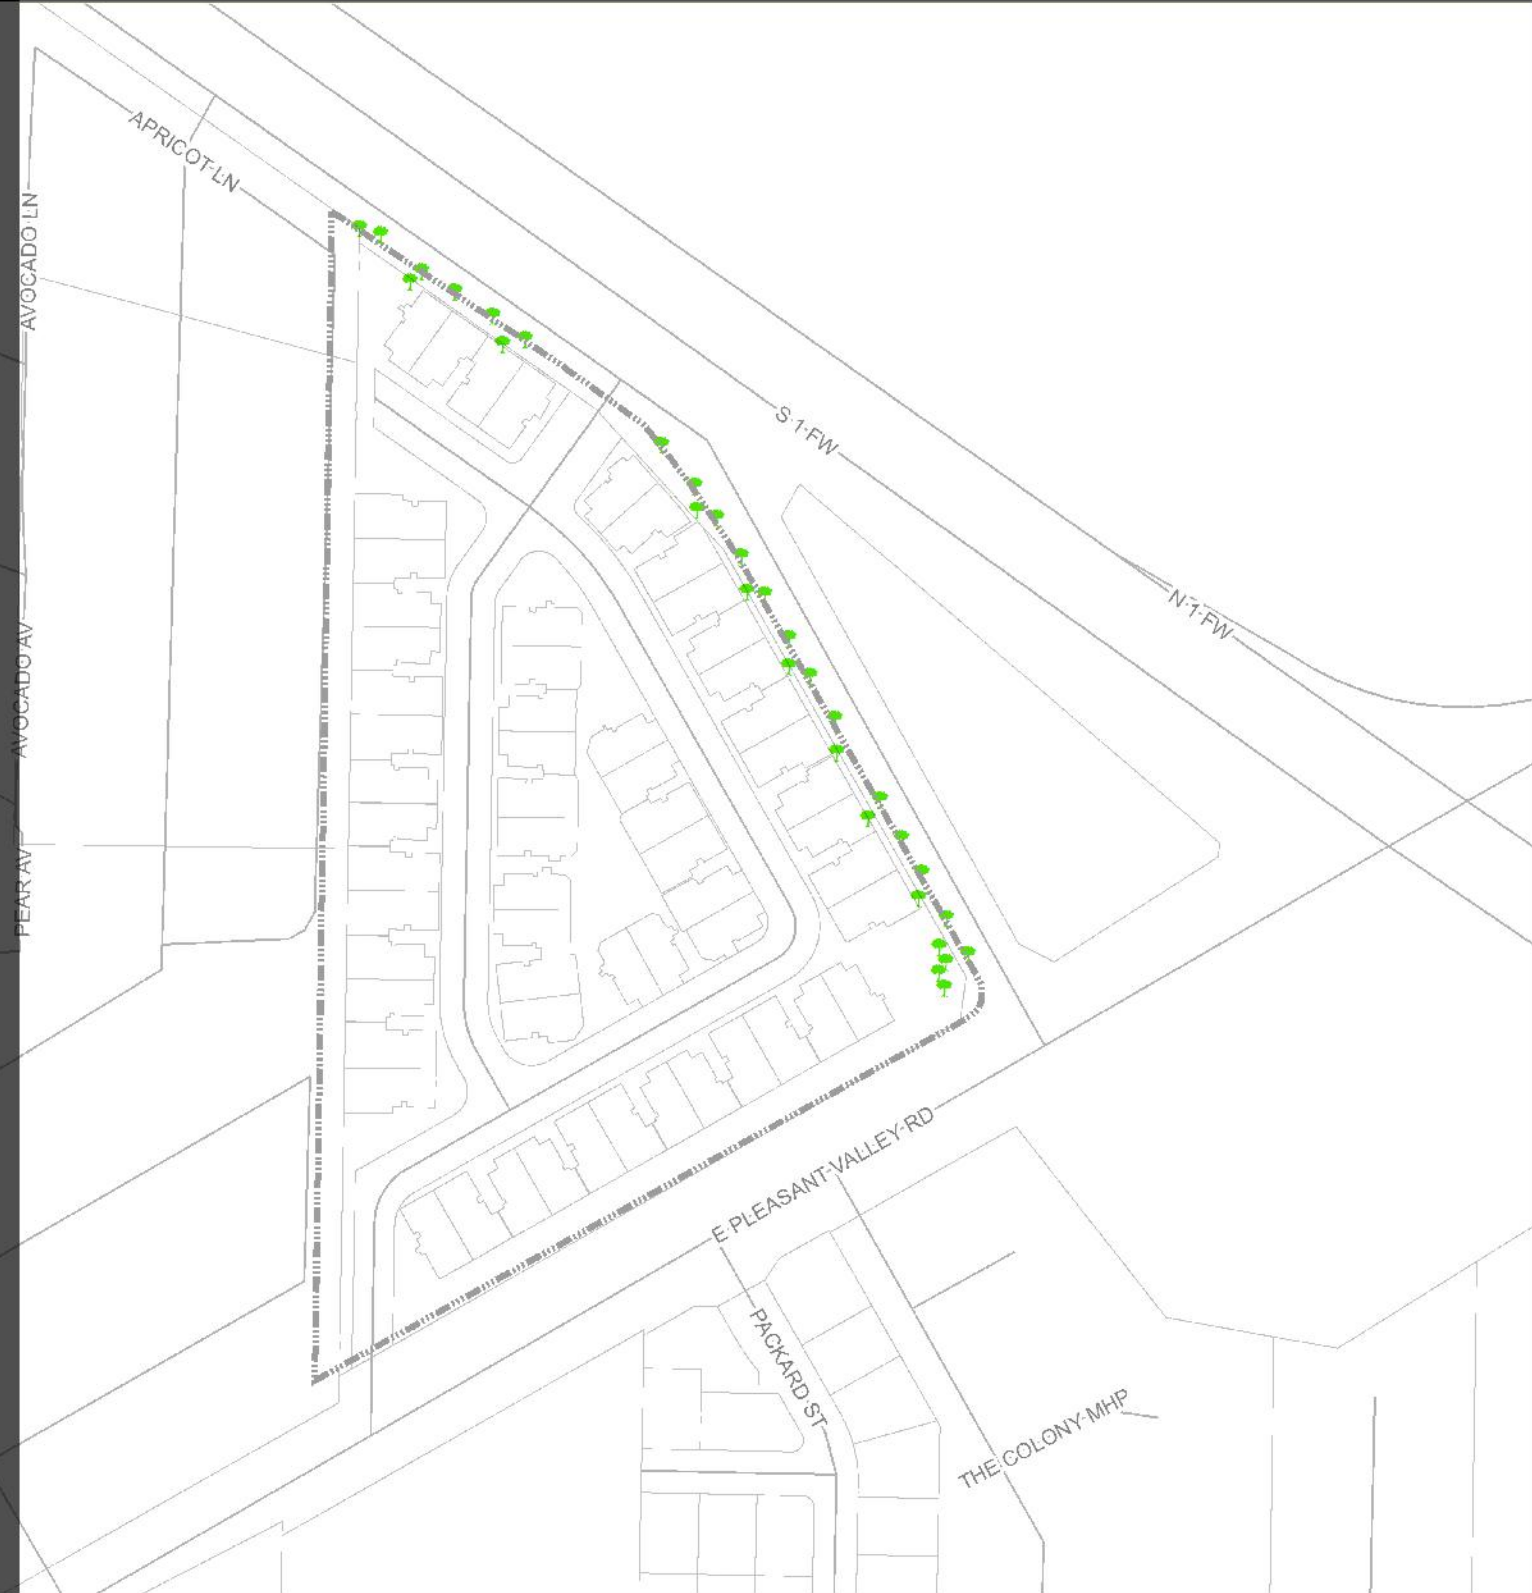 APRICOT LN
AVOCADO LN
S 1 FW
N 1 FW
AVOCADO AV
PEAR AV
E PLEASANT VALLEY RD
PACKARD ST
THE COLONY MHP